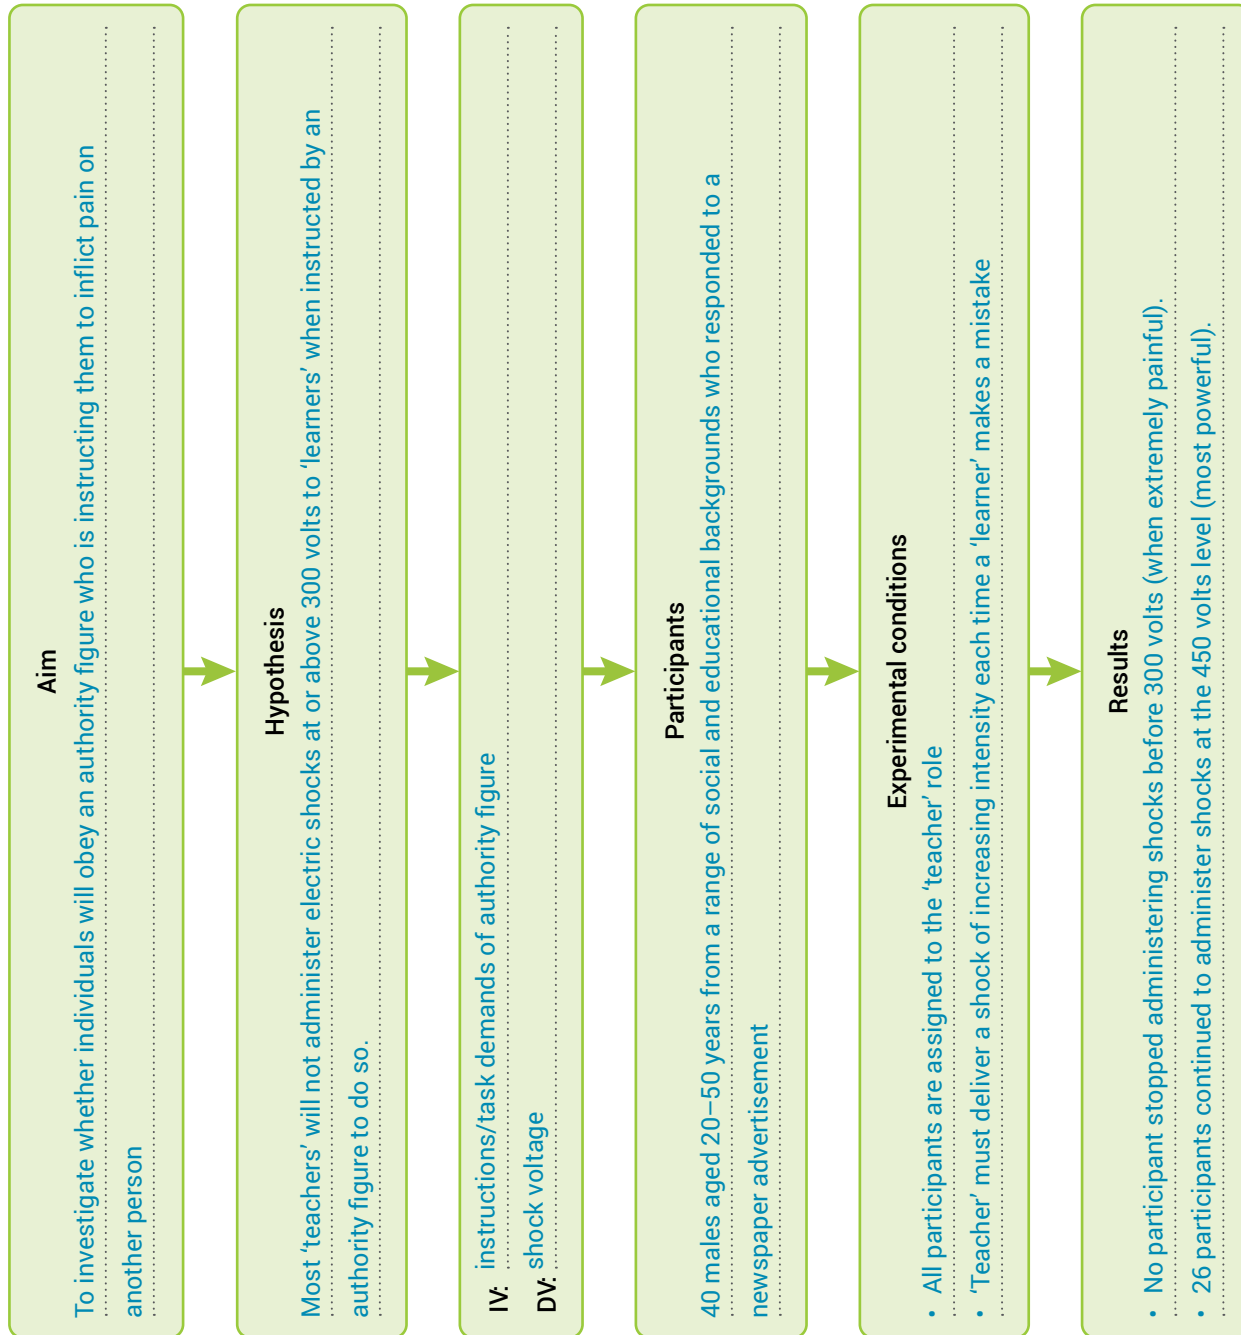 Aim
To investigate whether individuals will obey an authority figure who is instructing them to inflict pain on
another person
Hypothesis
Most ‘teachers’ will not administer electric shocks at or above 300 volts to ‘learners’ when instructed by an
authority figure to do so.
IV: instructions/task demands of authority figure
DV: shock voltage
Participants
40 males aged 20–50 years from a range of social and educational backgrounds who responded to a
newspaper advertisement
Experimental conditions
• All participants are assigned to the ‘teacher’ role
• ‘Teacher’ must deliver a shock of increasing intensity each time a ‘learner’ makes a mistake
Results
• No participant stopped administering shocks before 300 volts (when extremely painful).
• 26 participants continued to administer shocks at the 450 volts level (most powerful).